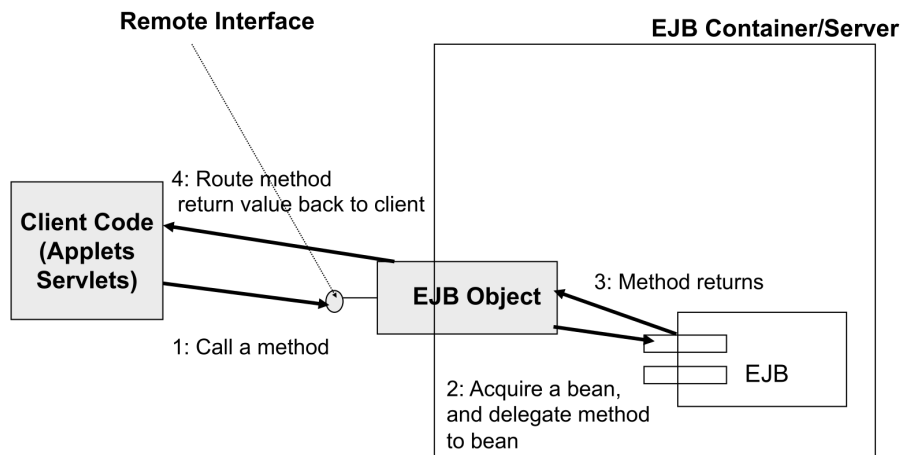 Remote Interface
EJB Container/Server
4: Route method
return value back to client
Client Code
(Applets
Servlets)
EJB Object
3: Method returns
1: Call a method
EJB
2: Acquire a bean,
and delegate method
to bean